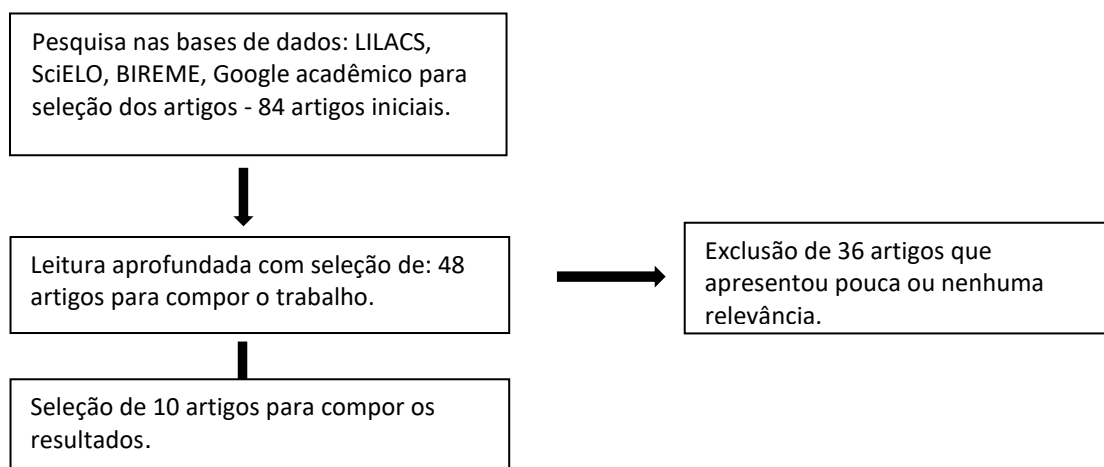 Pesquisa nas bases de dados: LILACS,
SciELO, BIREME, Google acadêmico para
seleção dos artigos - 84 artigos iniciais.
Leitura aprofundada com seleção de: 48
artigos para compor o trabalho.
Exclusão de 36 artigos que
apresentou pouca ou nenhuma
relevância.
Seleção de 10 artigos para compor os
resultados.